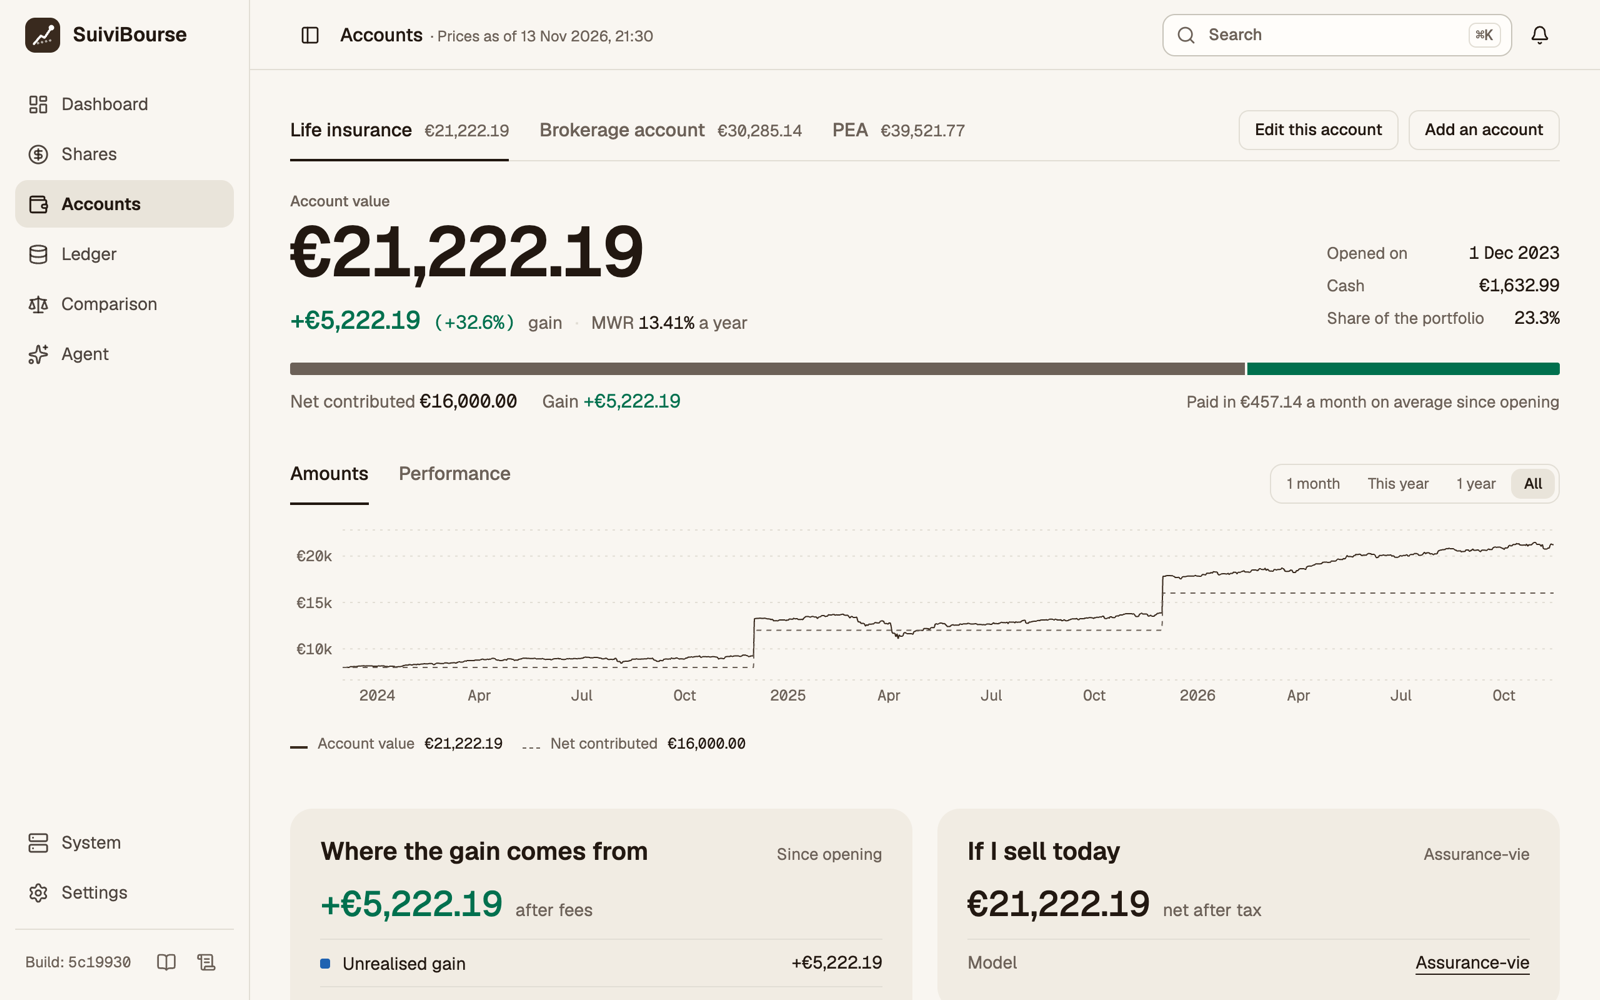 SuiviBourse
Accounts · Prices as of 13 Nov 2026, 21:30
Search ⌘K
Dashboard
Shares
Accounts
Ledger
Comparison
Agent
System
Settings
Build: 5c19930
Life insurance €21,222.19 Brokerage account €30,285.14 PEA €39,521.77
Edit this account Add an account
Account value
€21,222.19
+€5,222.19 (+32.6%) gain · MWR 13.41% a year
Opened on 1 Dec 2023
Cash €1,632.99
Share of the portfolio 23.3%
Net contributed €16,000.00 Gain +€5,222.19
Paid in €457.14 a month on average since opening
Amounts Performance
1 month This year 1 year All
€20k
€15k
€10k
2024 Apr Jul Oct 2025 Apr Jul Oct 2026 Apr Jul Oct
Account value €21,222.19 Net contributed €16,000.00
Where the gain comes from Since opening
+€5,222.19 after fees
Unrealised gain +€5,222.19
If I sell today Assurance-vie
€21,222.19 net after tax
Model Assurance-vie